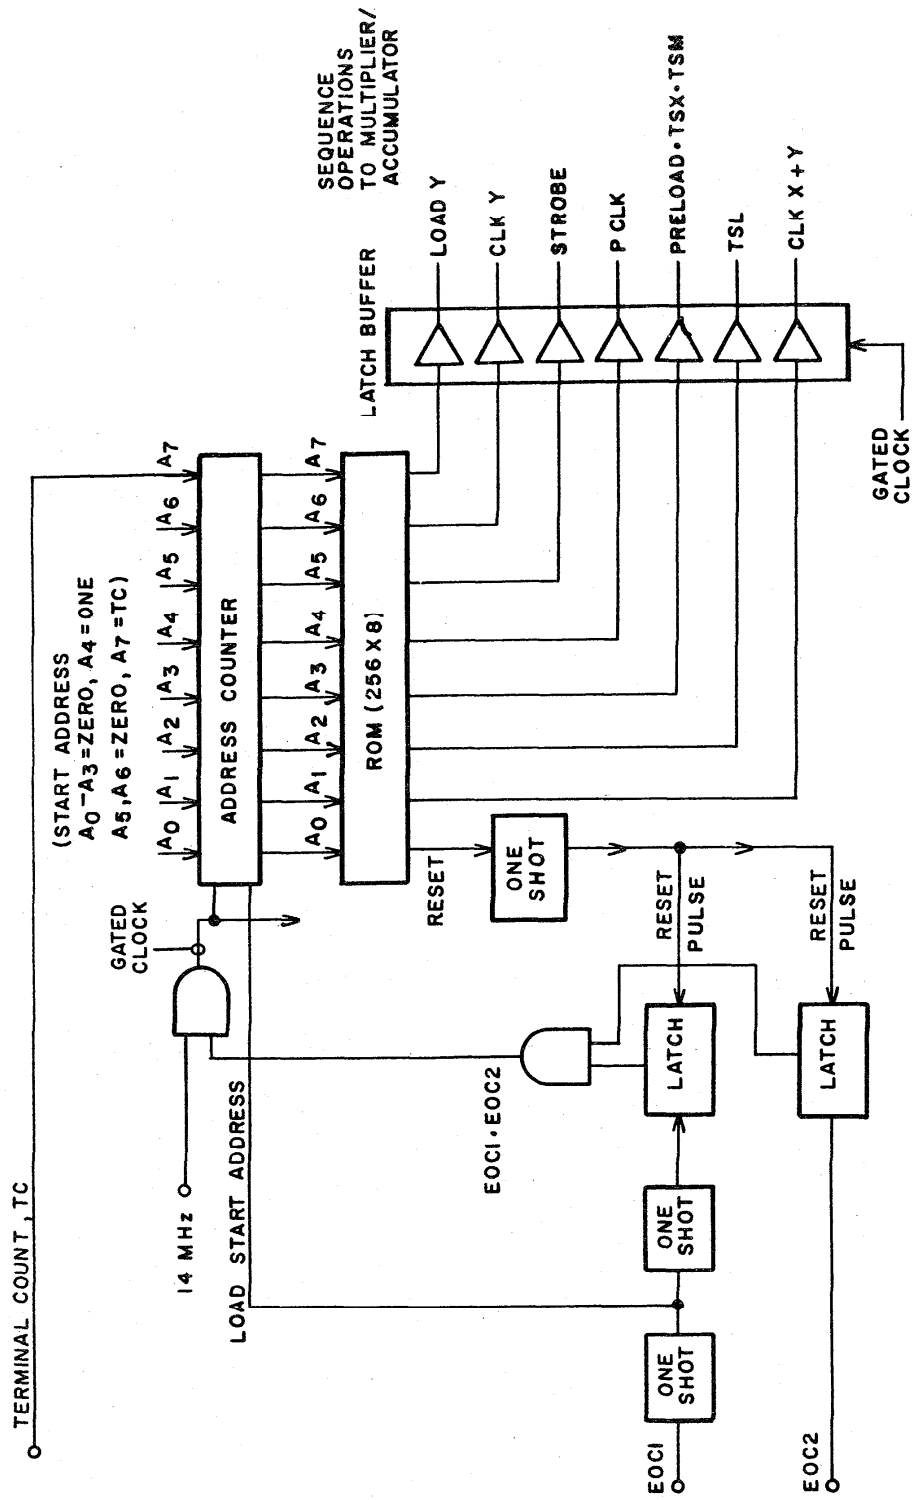 TERMINAL COUNT, TC
(START ADDRESS
A0-A3=ZERO, A4=ONE
A5,A6=ZERO, A7=TC)
14 MHz
GATED
CLOCK
LOAD START ADDRESS
A0 A1 A2 A3 A4 A5 A6 A7
ADDRESS COUNTER
A0 A1 A2 A3 A4 A5 A6 A7
ROM (256X8)
SEQUENCE
OPERATIONS
TO MULTIPLIER/
ACCUMULATOR
LATCH BUFFER
LOAD Y
CLK Y
STROBE
P CLK
PRELOAD·TSX·TSM
TSL
CLK X+Y
GATED
CLOCK
RESET
ONE
SHOT
EOC1·EOC2
RESET
PULSE
RESET
PULSE
EOC1
ONE
SHOT
ONE
SHOT
LATCH
EOC2
LATCH